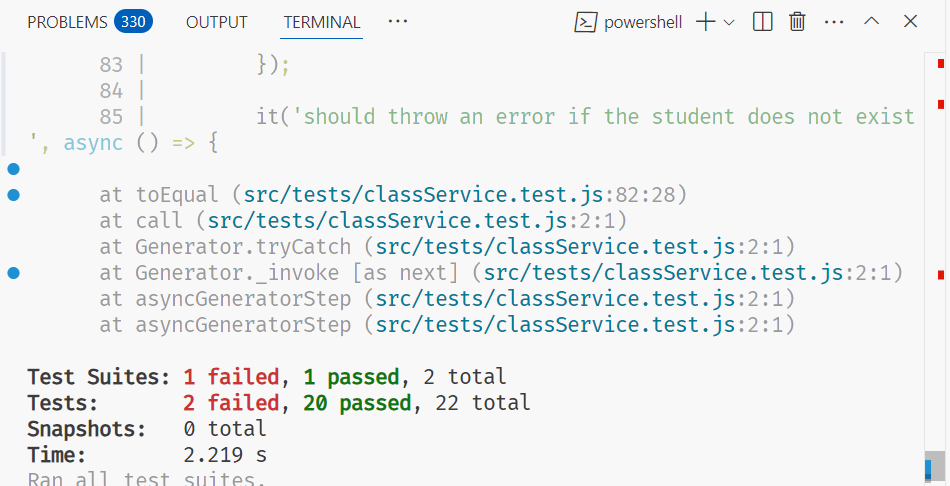 PROBLEMS 330 OUTPUT TERMINAL ··· powershell
83 | });
84 |
85 | it('should throw an error if the student does not exist
', async () => {
at toEqual (src/tests/classService.test.js:82:28)
at call (src/tests/classService.test.js:2:1)
at Generator.tryCatch (src/tests/classService.test.js:2:1)
at Generator._invoke [as next] (src/tests/classService.test.js:2:1)
at asyncGeneratorStep (src/tests/classService.test.js:2:1)
at asyncGeneratorStep (src/tests/classService.test.js:2:1)
Test Suites: 1 failed, 1 passed, 2 total
Tests: 2 failed, 20 passed, 22 total
Snapshots: 0 total
Time: 2.219 s
Ran all test suites.